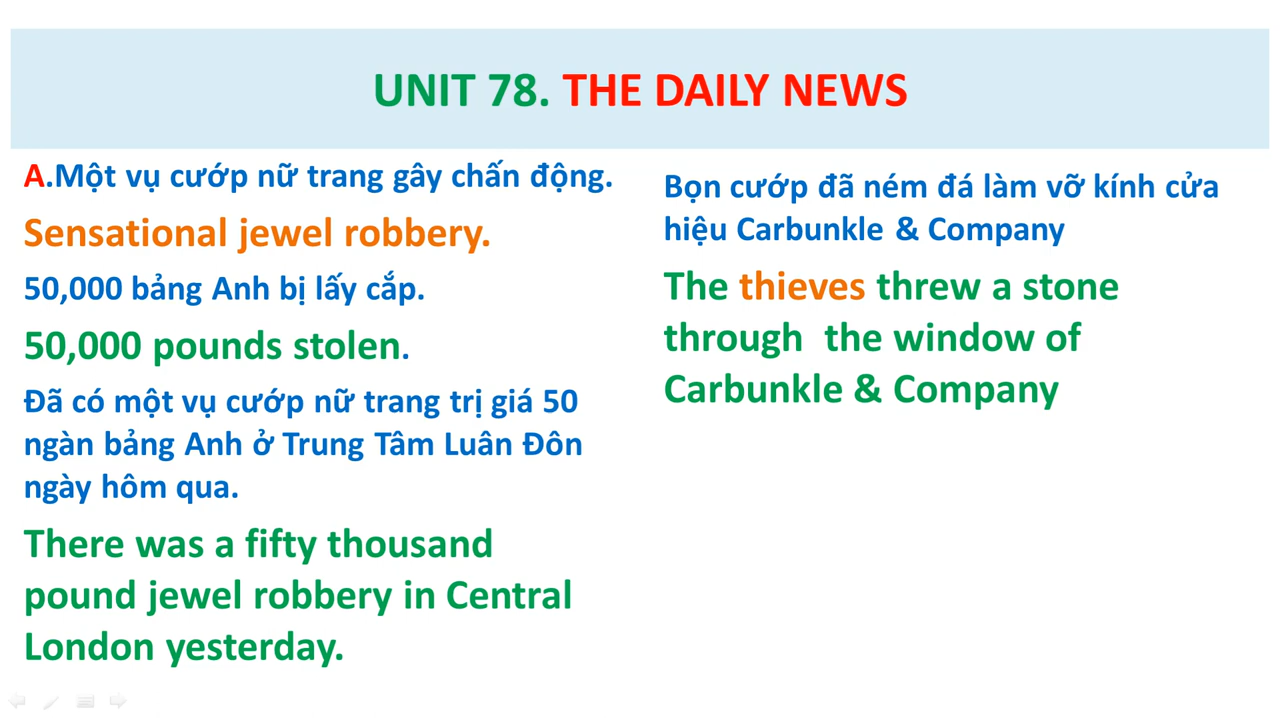 UNIT 78. THE DAILY NEWS
A.Một vụ cướp nữ trang gây chấn động.
Sensational jewel robbery.
50,000 bảng Anh bị lấy cắp.
50,000 pounds stolen.
Đã có một vụ cướp nữ trang trị giá 50
ngàn bảng Anh ở Trung Tâm Luân Đôn
ngày hôm qua.
There was a fifty thousand
pound jewel robbery in Central
London yesterday.
Bọn cướp đã ném đá làm vỡ kính cửa
hiệu Carbunkle & Company
The thieves threw a stone
through  the window of
Carbunkle & Company